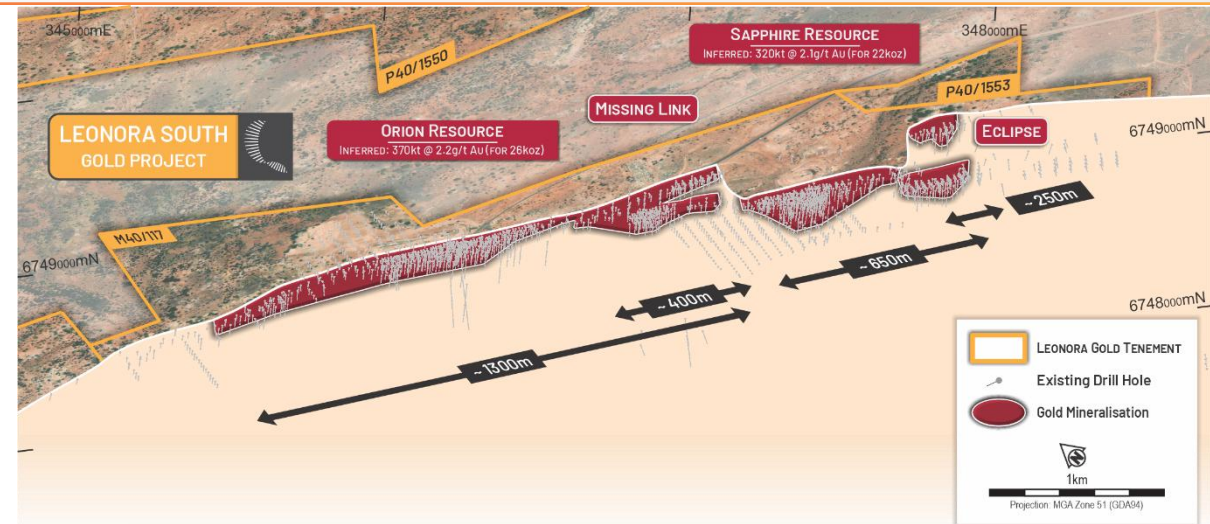 345000mE
348000mE
SAPPHIRE RESOURCE
INFERRED: 320KT @ 2.1G/T AU (FOR 22KOZ)
P40/1550
P40/1553
MISSING LINK
LEONORA SOUTH
GOLD PROJECT
ORION RESOURCE
INFERRED: 370KT @ 2.2G/T AU (FOR 26KOZ)
ECLIPSE
6749000mN
~250m
M40/117
6749000mN
~650m
~400m
6748000mN
~1300m
LEONORA GOLD TENEMENT
Existing Drill Hole
Gold Mineralisation
N
1km
Projection: MGA Zone 51 (GDA94)